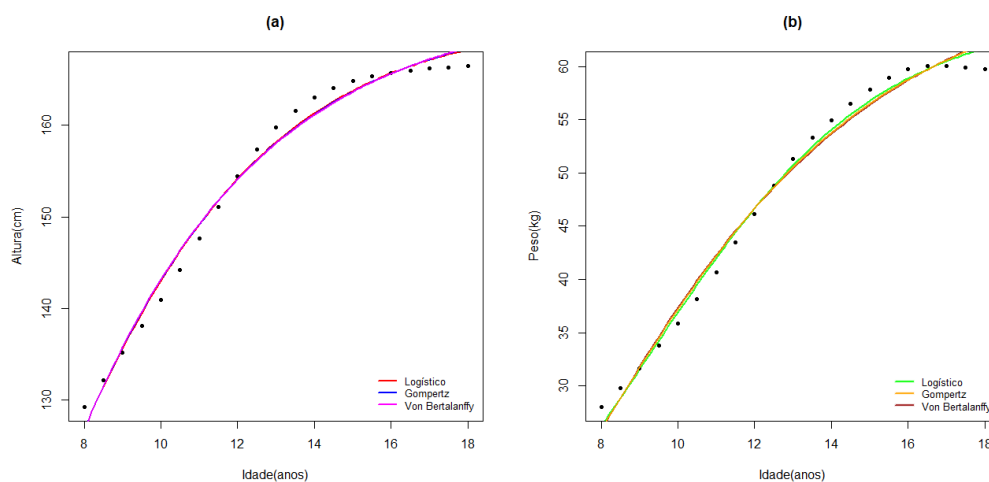 (a)
Altura(cm)
160
150
140
130
Logístico
Gompertz
Von Bertalanffy
8 10 12 14 16 18
Idade(anos)
(b)
Peso(kg)
60
55
50
45
40
35
30
Logístico
Gompertz
Von Bertalanffy
8 10 12 14 16 18
Idade(anos)